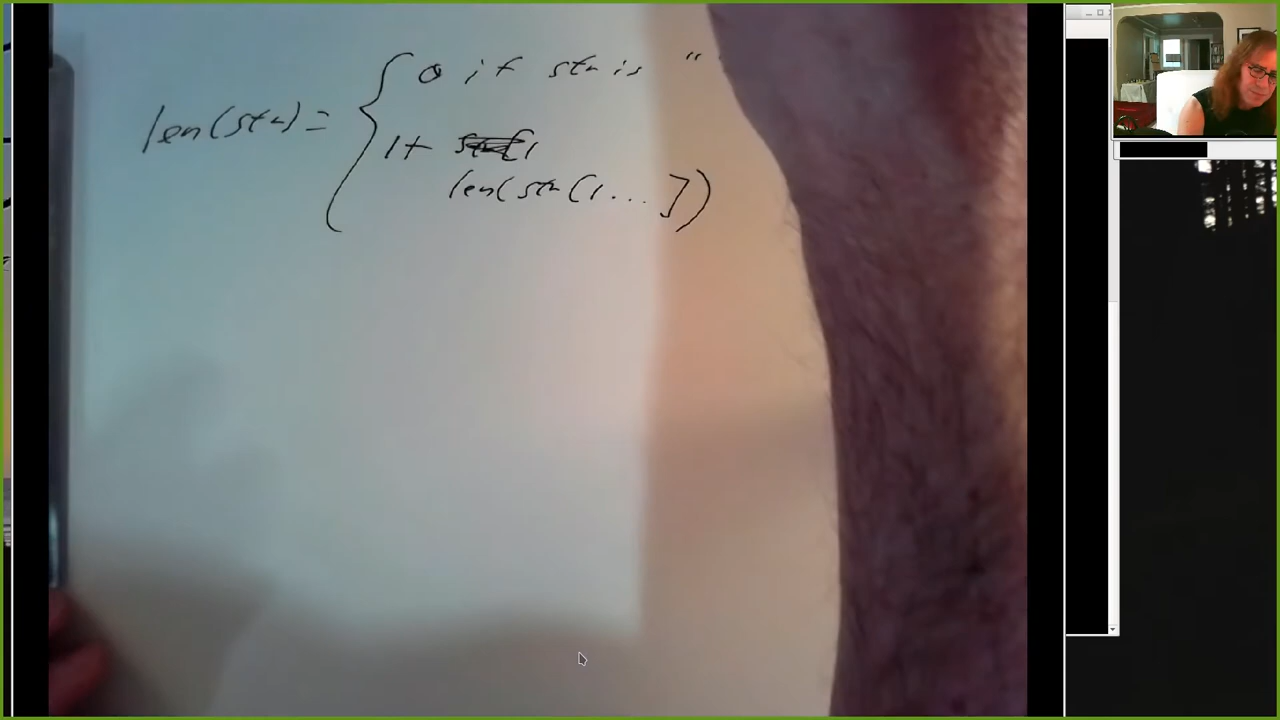 len(str) = { 0 if str is "
1+
len(str[1...])